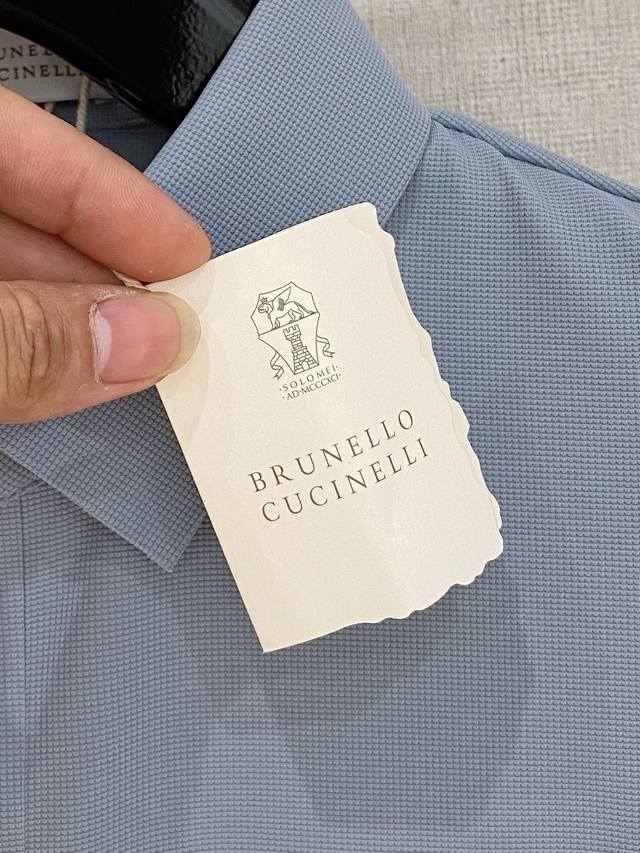 ·SOLOMEI·
·AD·MCCCXCI·
BRUNELLO
CUCINELLI